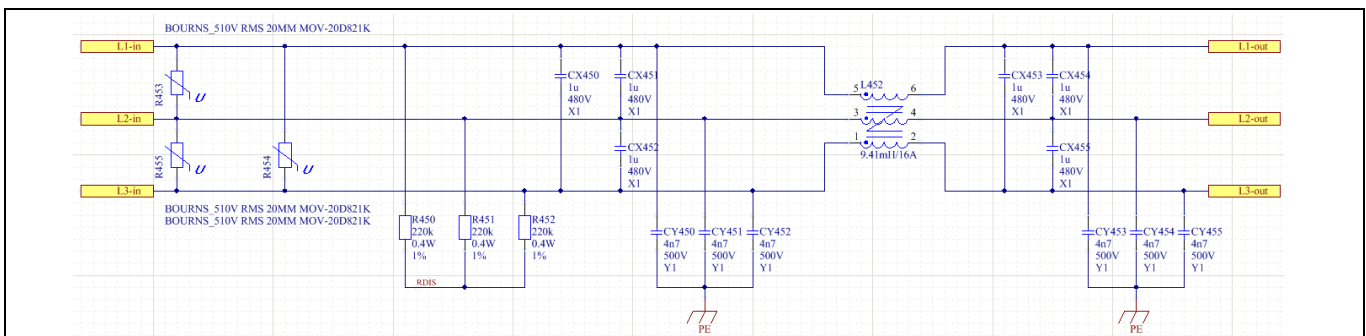 BOURNS_510V RMS 20MM MOV-20D821K
L1-in
L1-out
R453
U
CX450
1u
480V
X1
CX451
1u
480V
X1
L452
5
6
CX453
1u
480V
X1
CX454
1u
480V
X1
L2-in
3
4
L2-out
R455
U
R454
U
CX452
1u
480V
X1
1
2
9.41mH/16A
CX455
1u
480V
X1
L3-in
L3-out
BOURNS_510V RMS 20MM MOV-20D821K
BOURNS_510V RMS 20MM MOV-20D821K
R450
220k
0.4W
1%
R451
220k
0.4W
1%
R452
220k
0.4W
1%
CY450
4n7
500V
Y1
CY451
4n7
500V
Y1
CY452
4n7
500V
Y1
CY453
4n7
500V
Y1
CY454
4n7
500V
Y1
CY455
4n7
500V
Y1
RDIS
PE
PE